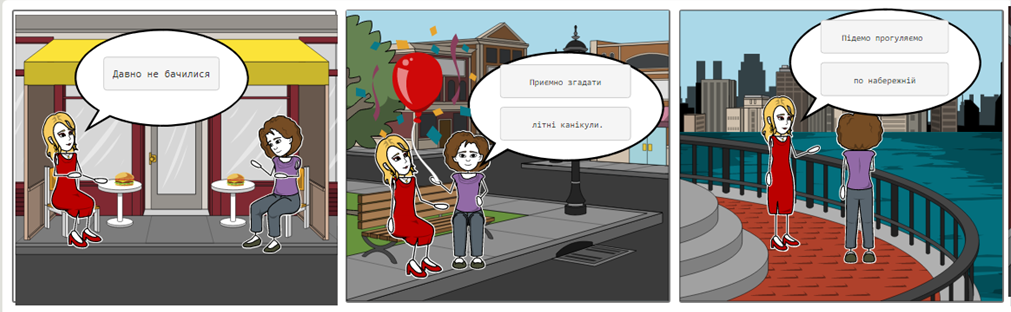 Давно не бачилися
Приємно згадати
літні канікули.
Підемо прогуляємо
по набережній